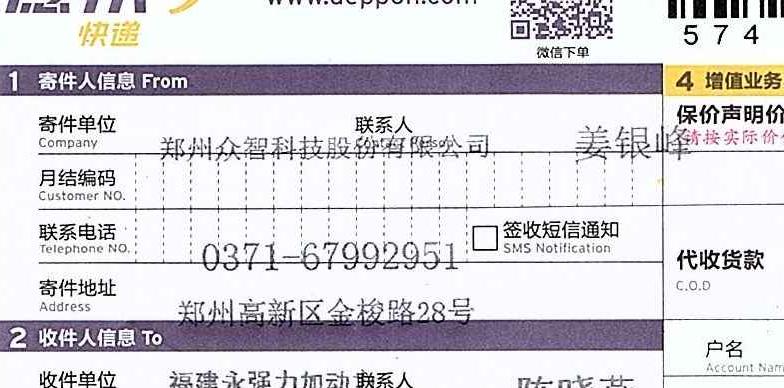 快递
www.deppon.com
微信下单
574
1 寄件人信息 From
4 增值业务
寄件单位 联系人
Company
郑州众智科技股份有限公司 姜银峰
保价声明价
请按实际价
月结编码
Customer NO.
联系电话
Telephone NO.
0371-67992951
签收短信通知
SMS Notification
代收货款
C.O.D
寄件地址
Address
郑州高新区金梭路28号
2 收件人信息 To
户名
Account Nam
收件单位 福建永强力加动 联系人